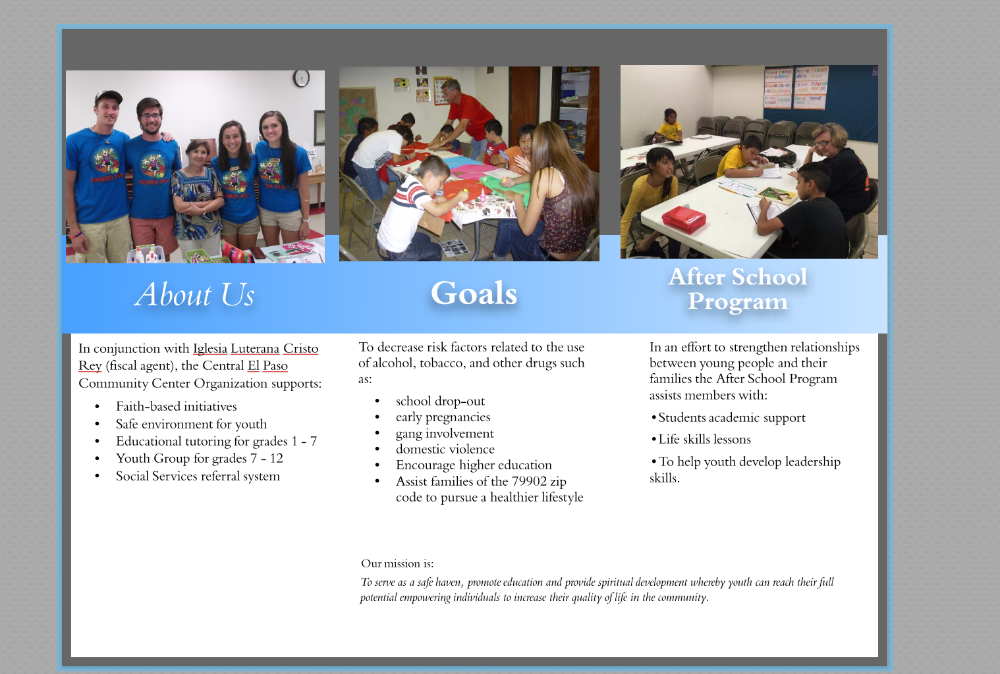 RAINBOW TRAIL
RAINBOW TRAIL
About Us
Goals
After School
Program
In conjunction with Iglesia Luterana Cristo
Rey (fiscal agent), the Central El Paso
Community Center Organization supports:
• Faith-based initiatives
• Safe environment for youth
• Educational tutoring for grades 1 - 7
• Youth Group for grades 7 - 12
• Social Services referral system
To decrease risk factors related to the use
of alcohol, tobacco, and other drugs such
as:
• school drop-out
• early pregnancies
• gang involvement
• domestic violence
• Encourage higher education
• Assist families of the 79902 zip
code to pursue a healthier lifestyle
In an effort to strengthen relationships
between young people and their
families the After School Program
assists members with:
•Students academic support
•Life skills lessons
•To help youth develop leadership
skills.
Our mission is:
To serve as a safe haven, promote education and provide spiritual development whereby youth can reach their full
potential empowering individuals to increase their quality of life in the community.